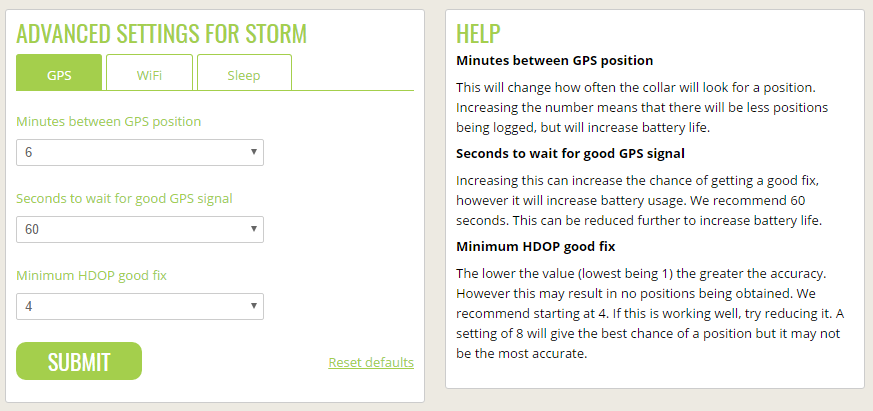 ADVANCED SETTINGS FOR STORM
GPS
WiFi
Sleep
Minutes between GPS position
6
Seconds to wait for good GPS signal
60
Minimum HDOP good fix
4
SUBMIT
Reset defaults
HELP
Minutes between GPS position
This will change how often the collar will look for a position.
Increasing the number means that there will be less positions
being logged, but will increase battery life.
Seconds to wait for good GPS signal
Increasing this can increase the chance of getting a good fix,
however it will increase battery usage. We recommend 60
seconds. This can be reduced further to increase battery life.
Minimum HDOP good fix
The lower the value (lowest being 1) the greater the accuracy.
However this may result in no positions being obtained. We
recommend starting at 4. If this is working well, try reducing it. A
setting of 8 will give the best chance of a position but it may not
be the most accurate.